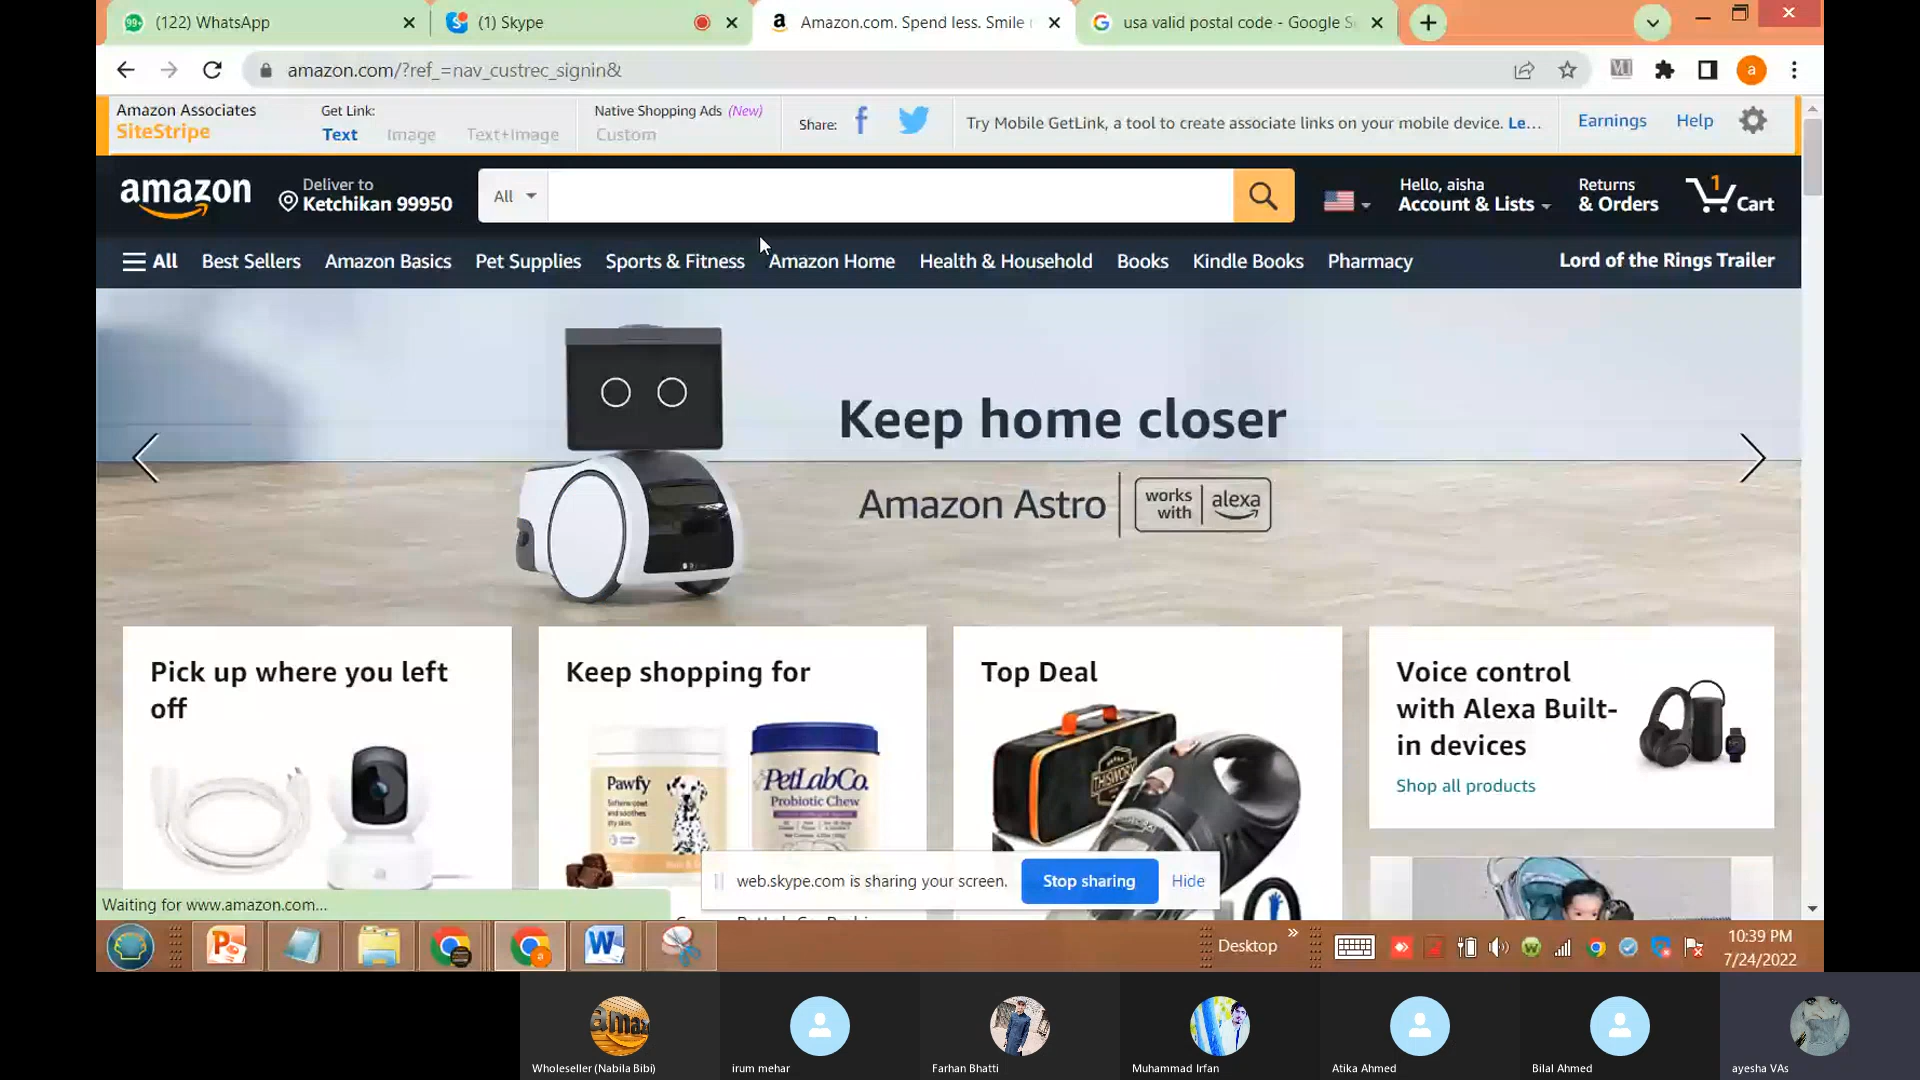 99+ (122) WhatsApp
(1) Skype
Amazon.com. Spend less. Smile
usa valid postal code - Google S
amazon.com/?ref_=nav_custrec_signin&
a
Amazon Associates
SiteStripe
Get Link:
Text Image Text+Image
Native Shopping Ads (New)
Custom
Share:
Try Mobile GetLink, a tool to create associate links on your mobile device. Le...
Earnings
Help
amazon
Deliver to
Ketchikan 99950
All
Hello, aisha
Account & Lists
Returns
& Orders
1
Cart
All
Best Sellers
Amazon Basics
Pet Supplies
Sports & Fitness
Amazon Home
Health & Household
Books
Kindle Books
Pharmacy
Lord of the Rings Trailer
Keep home closer
Amazon Astro
works
with
alexa
Pick up where you left
off
Keep shopping for
Pawfy
PetLabCo.
Probiotic Chew
Top Deal
THISWORX
Voice control
with Alexa Built-
in devices
Shop all products
web.skype.com is sharing your screen.
Stop sharing
Hide
Waiting for www.amazon.com...
Desktop
10:39 PM
7/24/2022
Wholeseller (Nabila Bibi)
irum mehar
Farhan Bhatti
Muhammad Irfan
Atika Ahmed
Bilal Ahmed
ayesha VAs